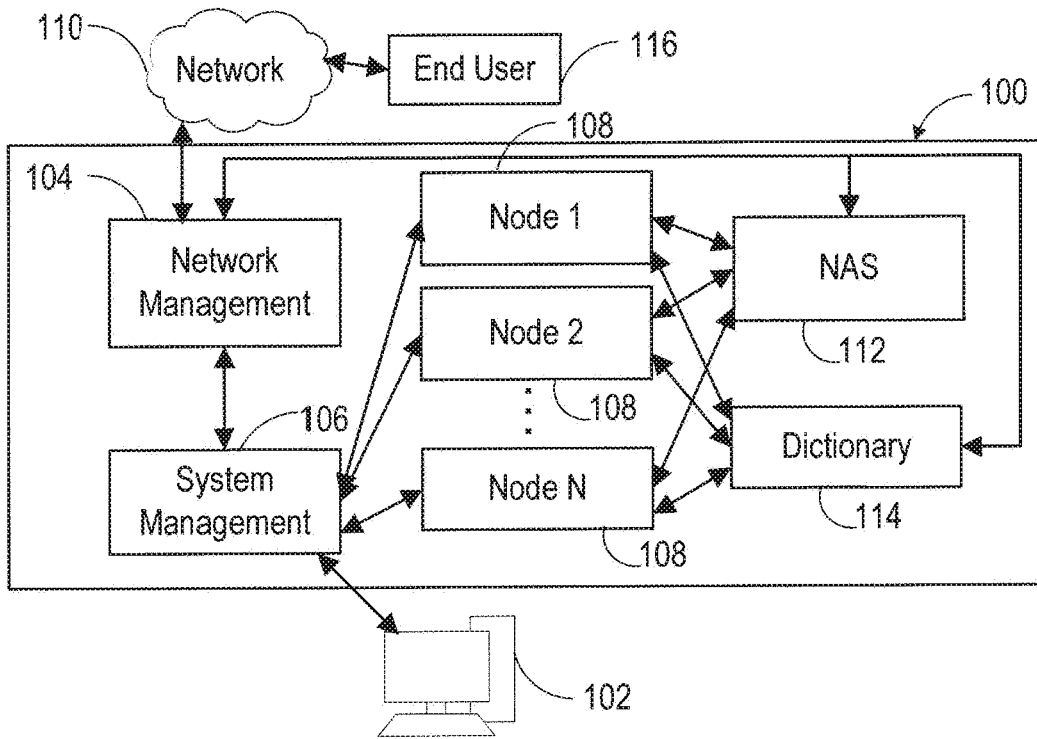 110
Network
End User
116
100
108
104
Node 1
Network
Management
NAS
Node 2
112
106
108
System
Management
Node N
Dictionary
114
108
102